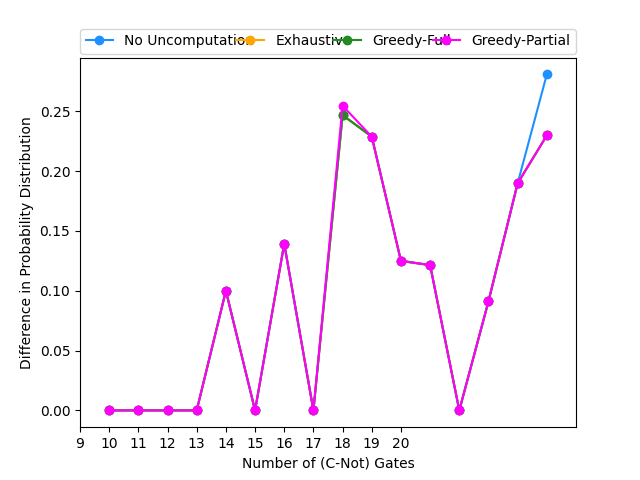 No Uncomputation Exhaustive Greedy-Full Greedy-Partial
Difference in Probability Distribution
0.25
0.20
0.15
0.10
0.05
0.00
9 10 11 12 13 14 15 16 17 18 19 20
Number of (C-Not) Gates